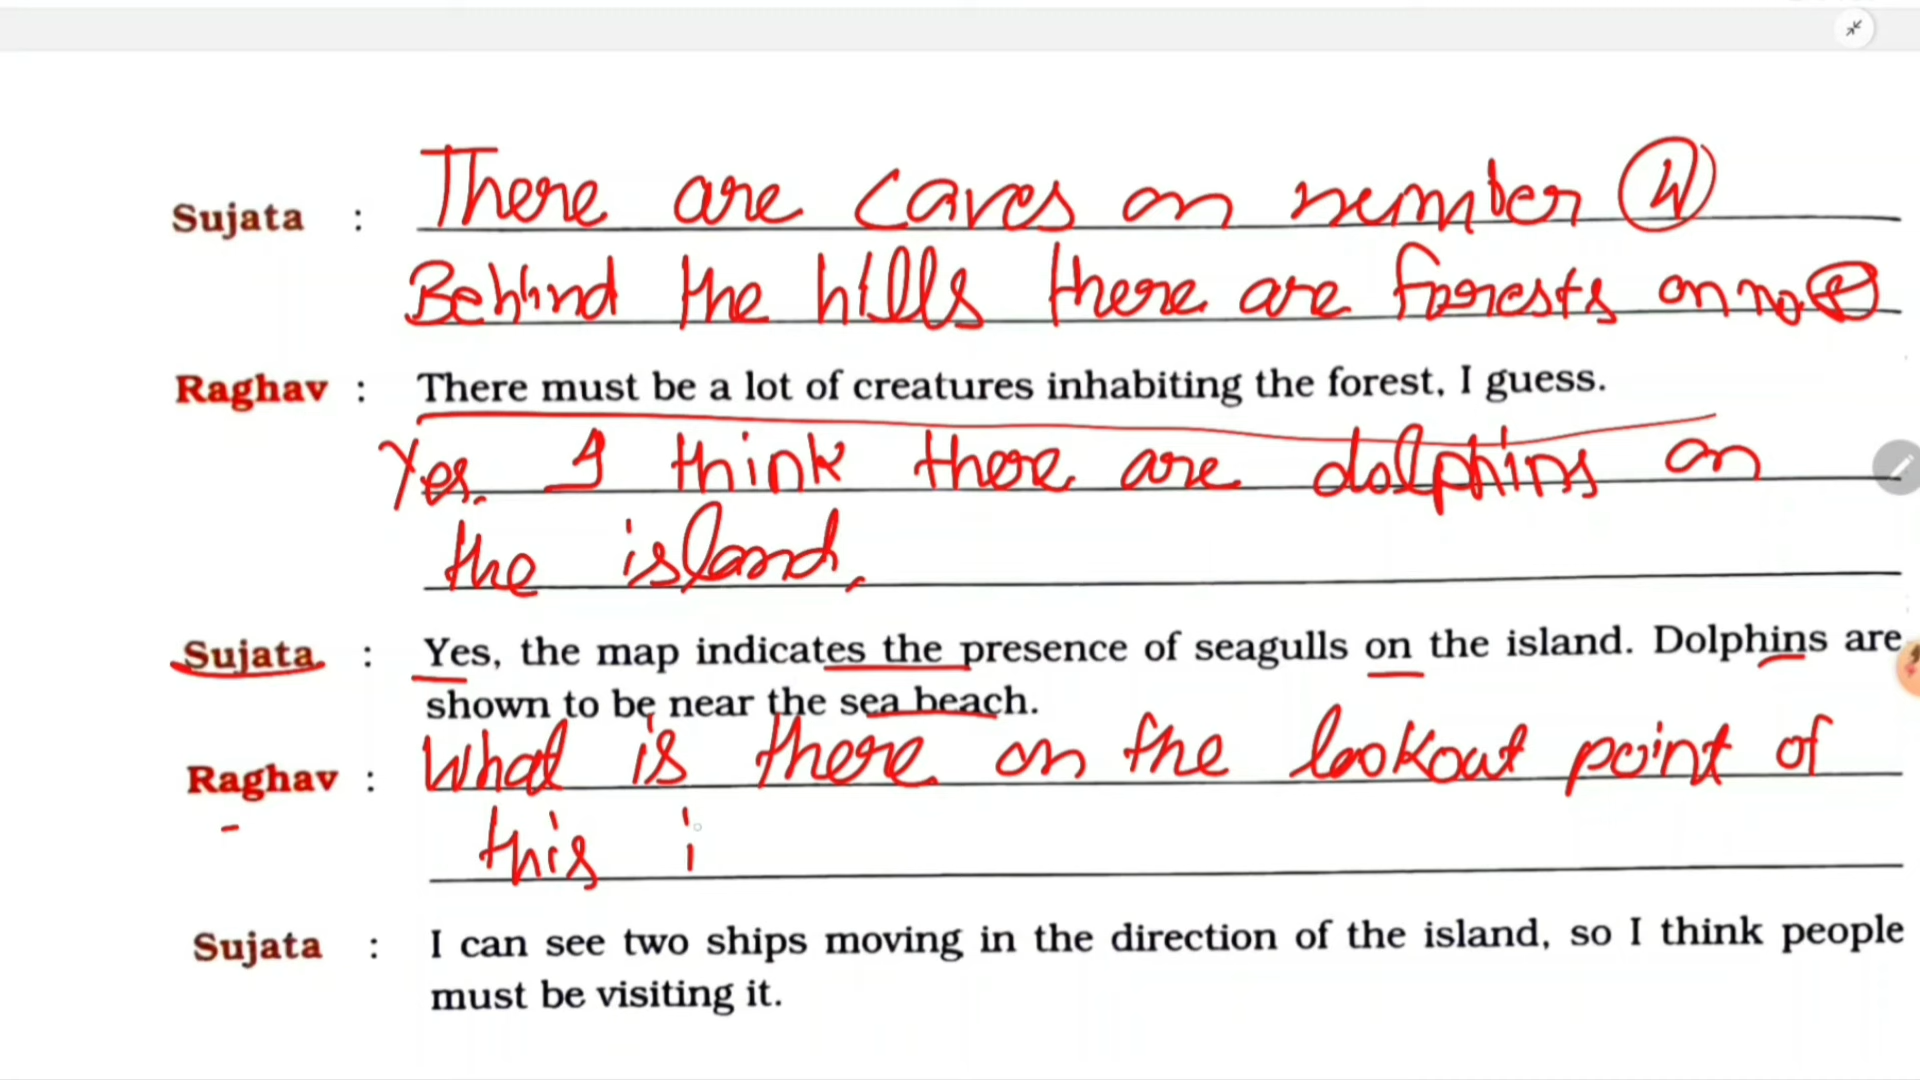 Sujata : There are caves on number
Behind the hills there are forests on no
Raghav : There must be a lot of creatures inhabiting the forest, I guess.
Yes. I think there are dolphins on
the island.
Sujata : Yes, the map indicates the presence of seagulls on the island. Dolphins are
shown to be near the sea beach.
Raghav : What is there on the lookout point of
this i
Sujata : I can see two ships moving in the direction of the island, so I think people
must be visiting it.